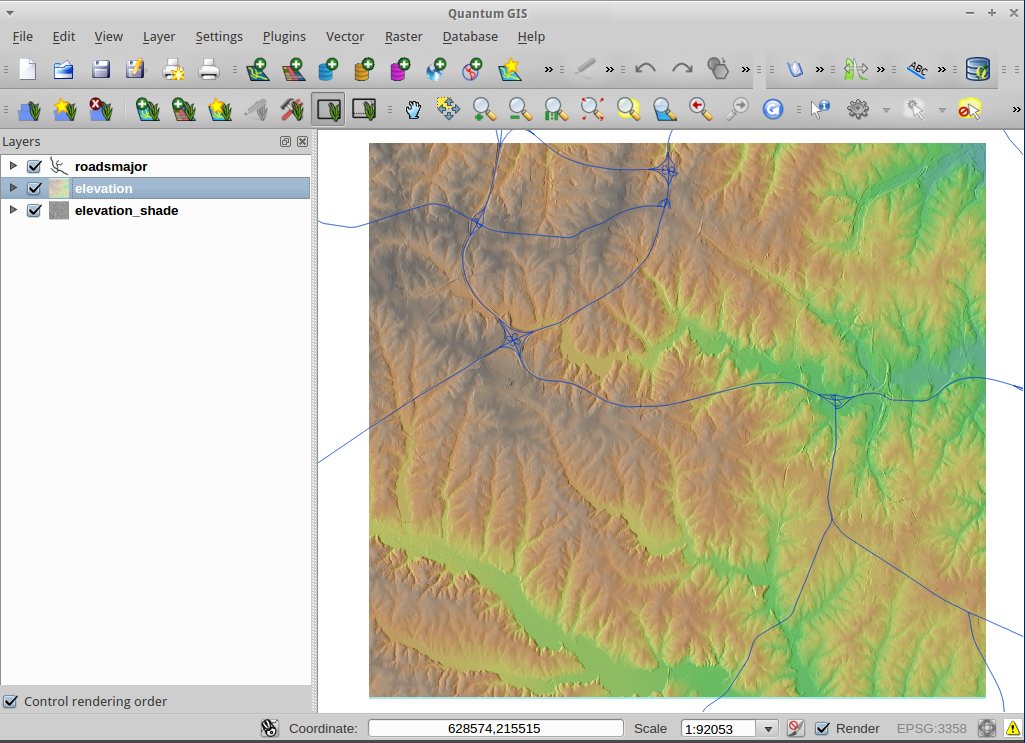 Quantum GIS
File Edit View Layer Settings Plugins Vector Raster Database Help
ABC
Layers
roadsmajor
elevation
elevation_shade
Control rendering order
Coordinate: 628574,215515 Scale 1:92053 Render EPSG:3358